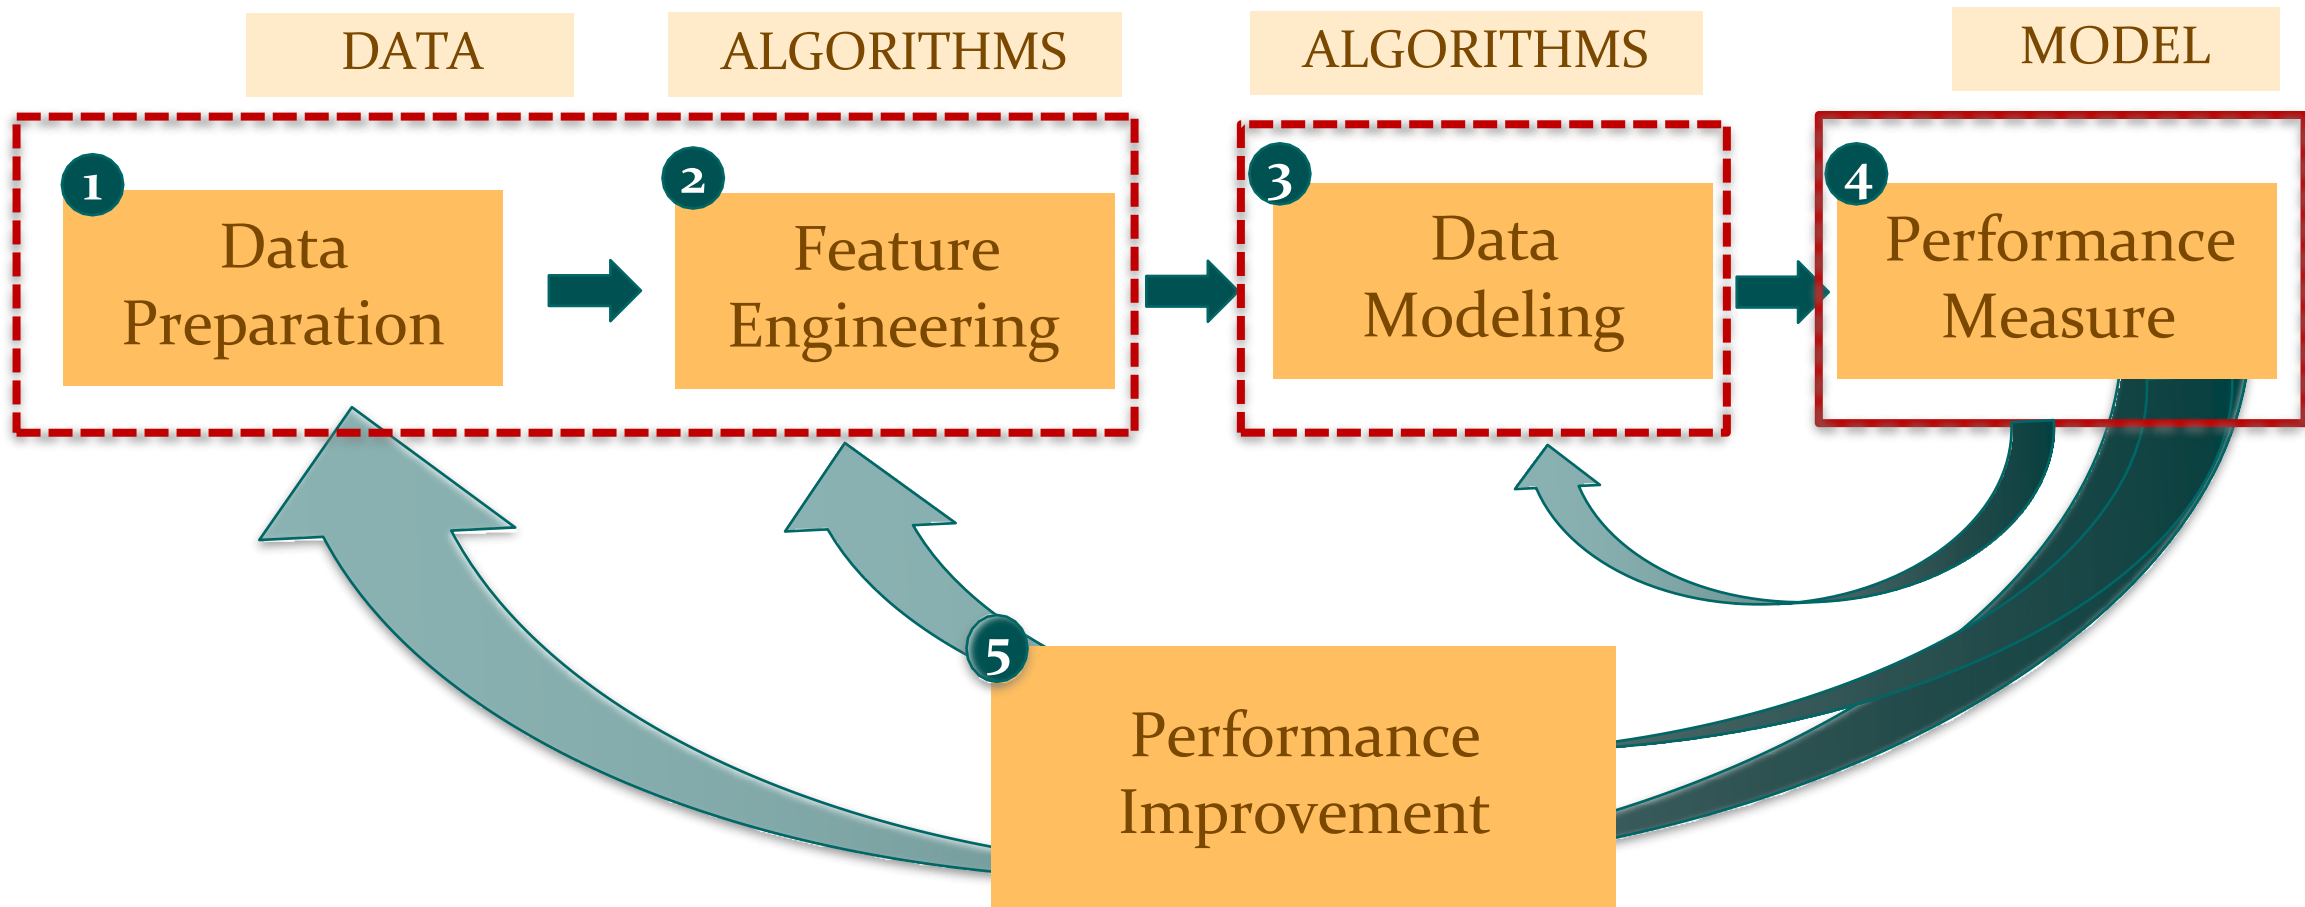 DATA
ALGORITHMS
ALGORITHMS
MODEL
1
Data
Preparation
2
Feature
Engineering
3
Data
Modeling
4
Performance
Measure
5
Performance
Improvement